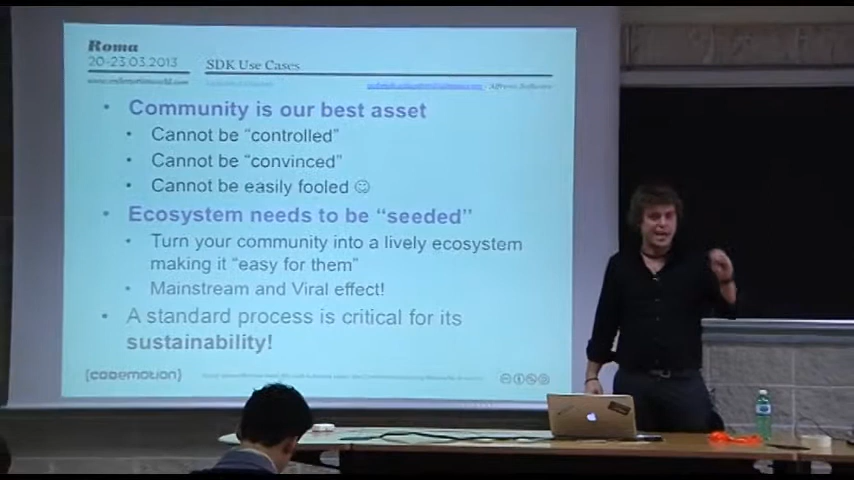 Roma
20-23.03.2013
SDK Use Cases
Community is our best asset
Cannot be “controlled”
Cannot be “convinced”
Cannot be easily fooled ☺
Ecosystem needs to be “seeded”
Turn your community into a lively ecosystem
making it “easy for them”
Mainstream and Viral effect!
A standard process is critical for its
sustainability!
{codemotion}